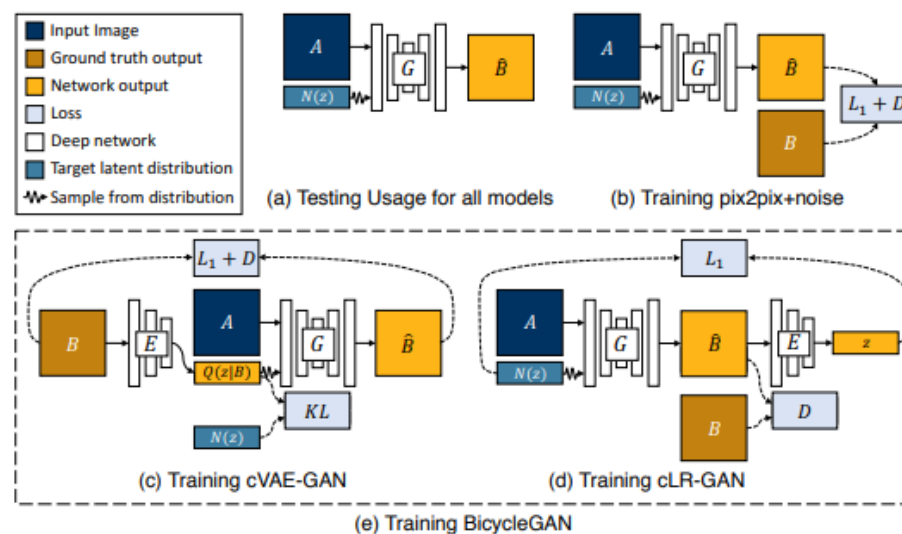 Input Image
Ground truth output
Network output
Loss
Deep network
Target latent distribution
Sample from distribution
A
N(z)
G
B̂
(a) Testing Usage for all models
A
N(z)
G
B̂
B
L₁ + D
(b) Training pix2pix+noise
L₁ + D
B
E
A
Q(z|B)
N(z)
G
KL
B̂
(c) Training cVAE-GAN
L₁
A
N(z)
G
B̂
B
E
z
D
(d) Training cLR-GAN
(e) Training BicycleGAN